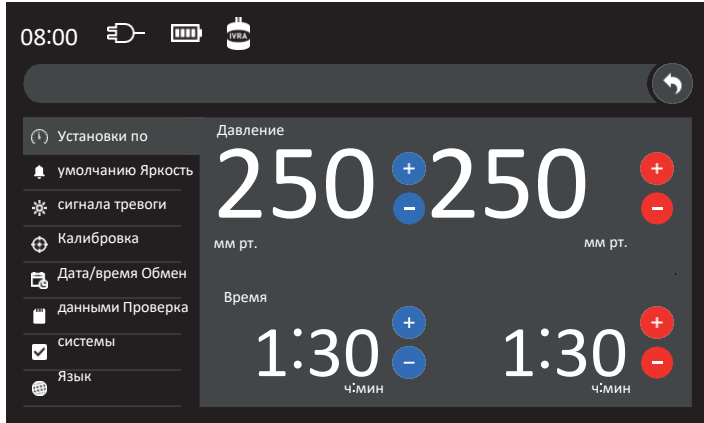 08:00
IVRA
Установки по
умолчанию Яркость
сигнала тревоги
Калибровка
Дата/время Обмен
данными Проверка
системы
Язык
Давление
250 + 250 +
– –
мм рт. мм рт.
Время
+ +
1:30 1:30
– –
ч:мин ч:мин